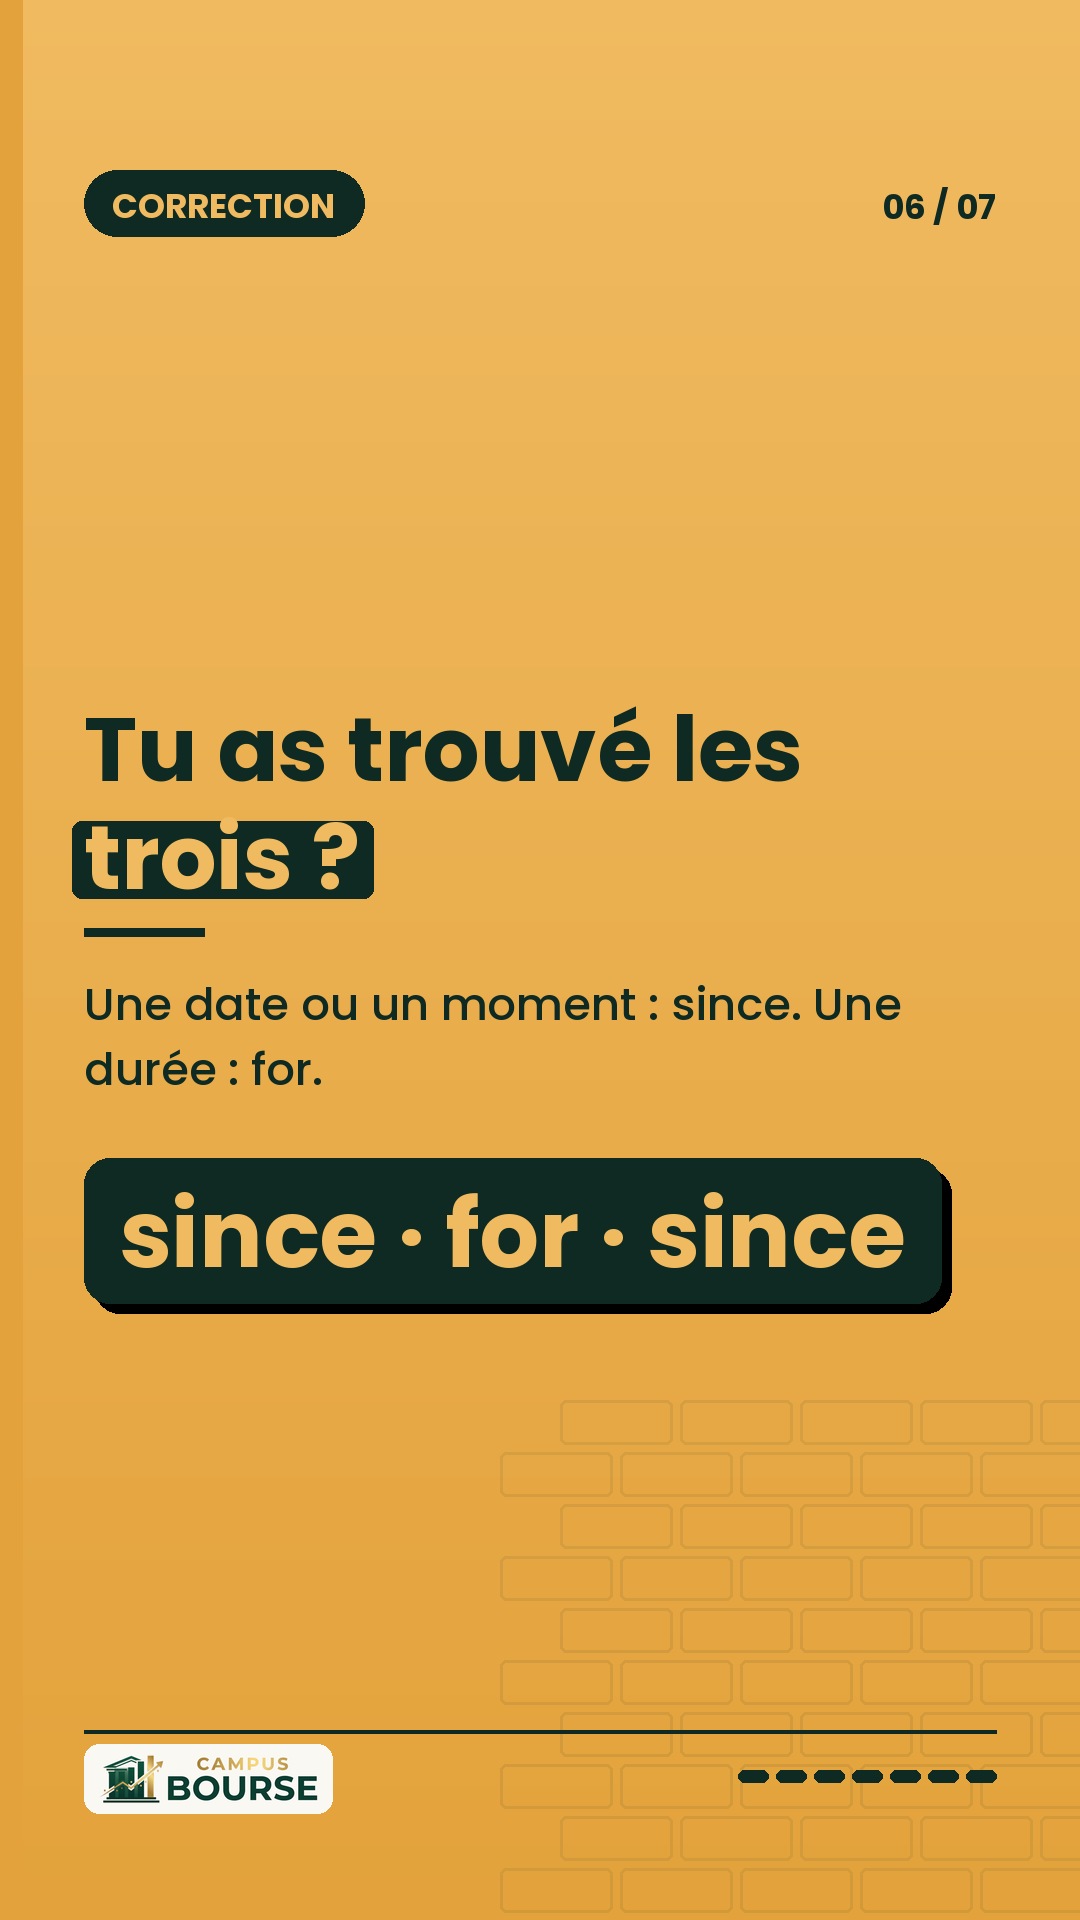 CORRECTION
06 / 07
Tu as trouvé les
trois ?
Une date ou un moment : since. Une
durée : for.
since · for · since
CAMPUS
BOURSE